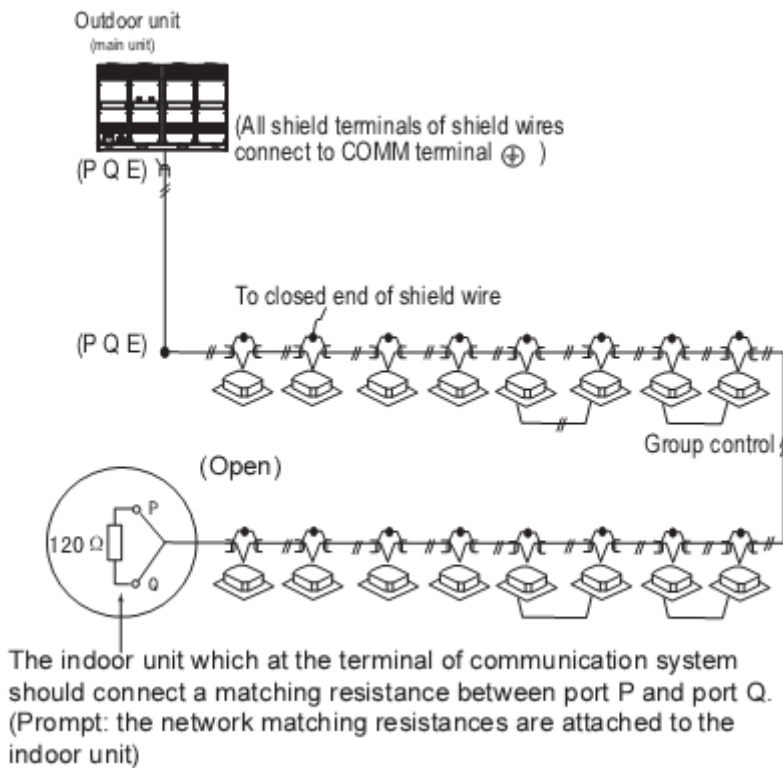 Outdoor unit
(main unit)
(All shield terminals of shield wires
connect to COMM terminal ⏚ )
(P Q E)
To closed end of shield wire
(P Q E)
Group control
(Open)
P
120 Ω
Q
The indoor unit which at the terminal of communication system
should connect a matching resistance between port P and port Q.
(Prompt: the network matching resistances are attached to the
indoor unit)